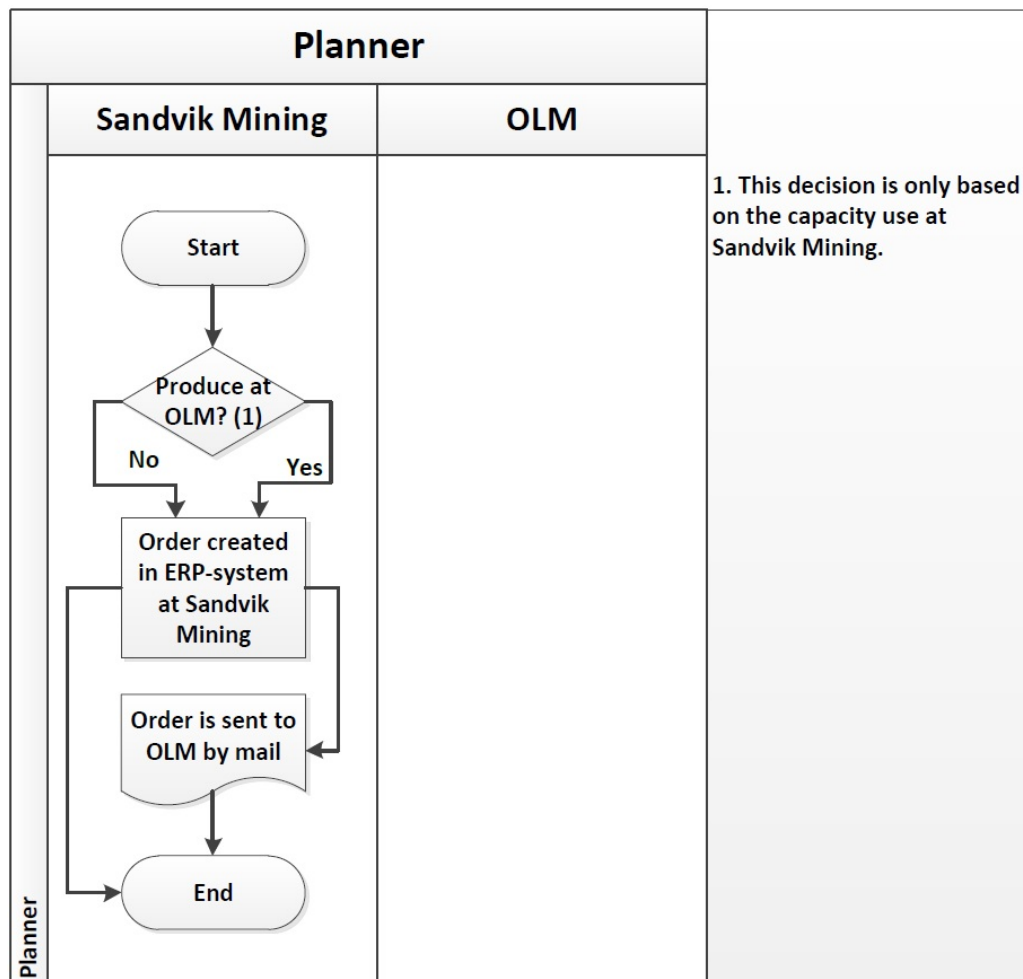 Planner
Sandvik Mining
OLM
1. This decision is only based
on the capacity use at
Sandvik Mining.
Start
Produce at
OLM? (1)
No
Yes
Order created
in ERP-system
at Sandvik
Mining
Order is sent to
OLM by mail
End
Planner